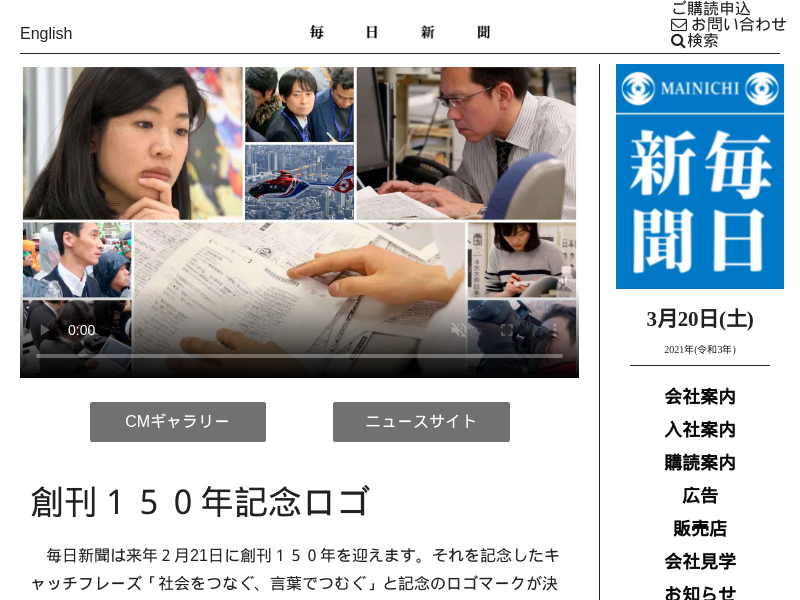 English
毎日新聞
ご購読申込
お問い合わせ
検索
0:00
CMギャラリー
ニュースサイト
創刊１５０年記念ロゴ
毎日新聞は来年２月21日に創刊１５０年を迎えます。それを記念したキ
ャッチフレーズ「社会をつなぐ、言葉でつむぐ」と記念のロゴマークが決
MAINICHI
毎日
新聞
3月20日(土)
2021年(令和3年)
会社案内
入社案内
購読案内
広告
販売店
会社見学
お知らせ